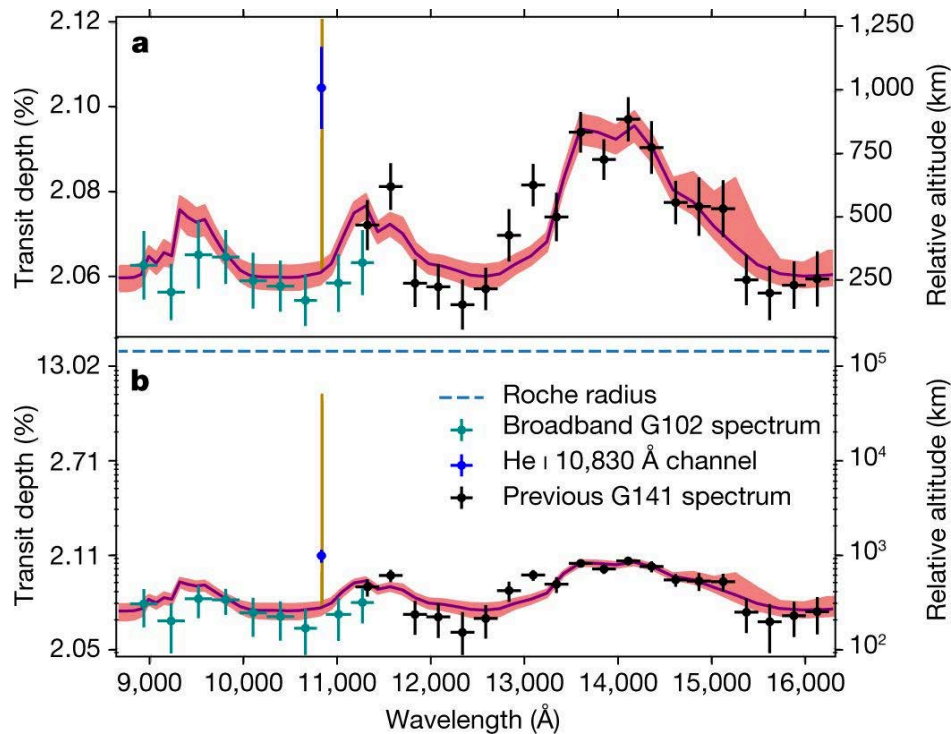 a
2.12
2.10
2.08
2.06
Transit depth (%)
1,250
1,000
750
500
250
Relative altitude (km)
b
13.02
2.71
2.11
2.05
Transit depth (%)
Roche radius
Broadband G102 spectrum
He I 10,830 Å channel
Previous G141 spectrum
10⁵
10⁴
10³
10²
Relative altitude (km)
9,000 10,000 11,000 12,000 13,000 14,000 15,000 16,000
Wavelength (Å)